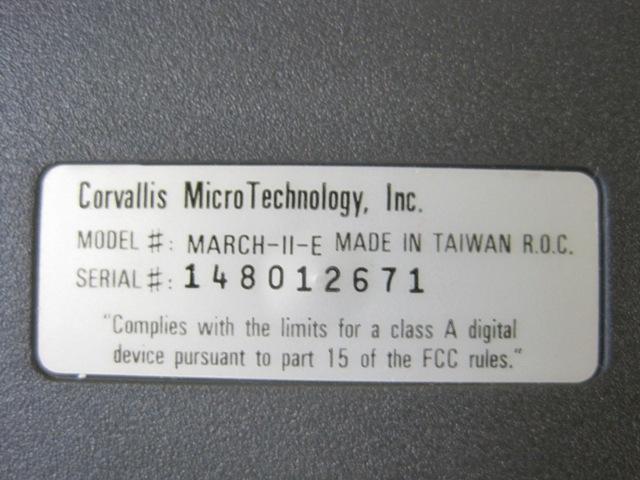 Corvallis MicroTechnology, Inc.
MODEL #: MARCH-II-E MADE IN TAIWAN R.O.C.
SERIAL #: 148012671
"Complies with the limits for a class A digital
device pursuant to part 15 of the FCC rules."